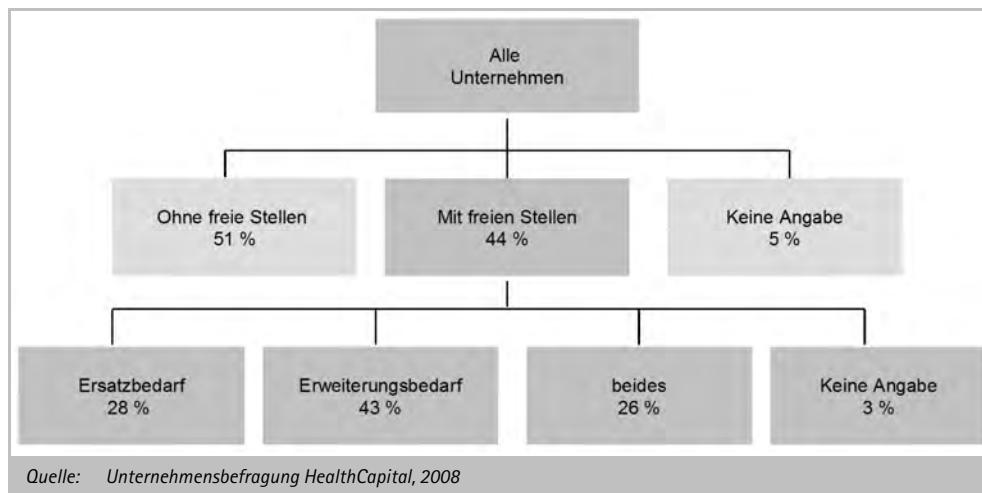 Alle
Unternehmen
Ohne freie Stellen
51 %
Mit freien Stellen
44 %
Keine Angabe
5 %
Ersatzbedarf
28 %
Erweiterungsbedarf
43 %
beides
26 %
Keine Angabe
3 %
Quelle: Unternehmensbefragung HealthCapital, 2008